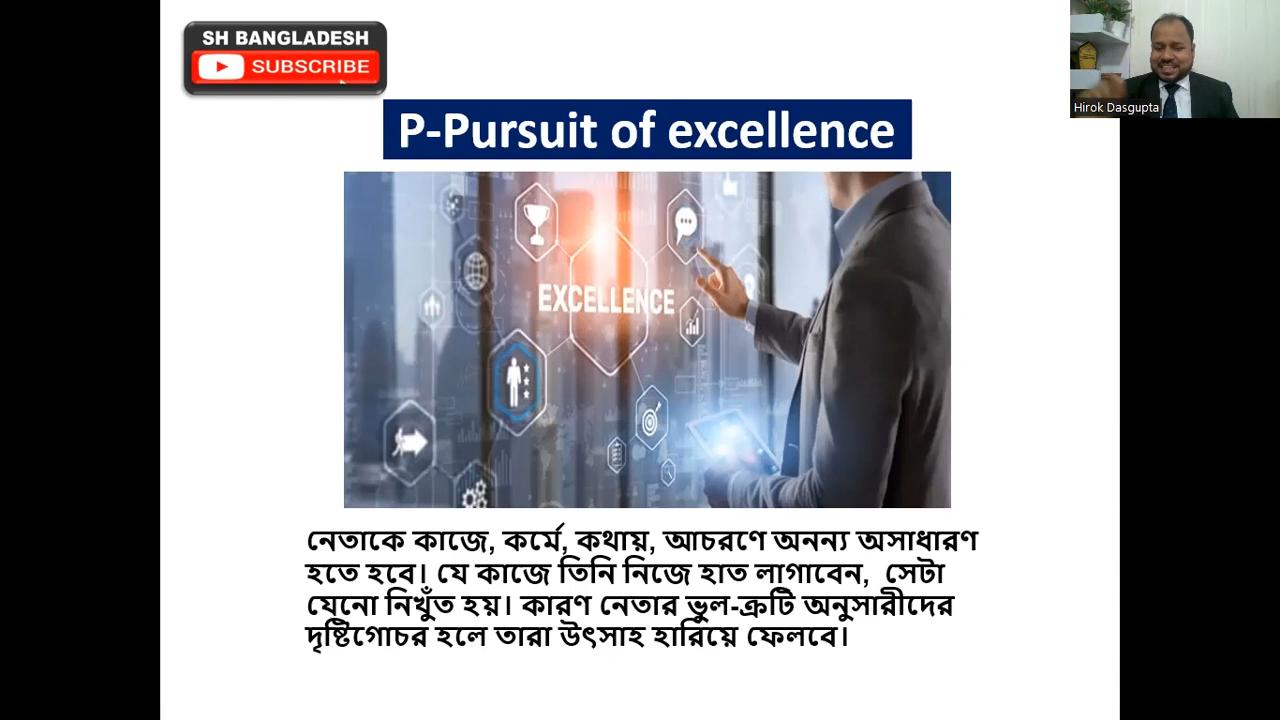 SH BANGLADESH
SUBSCRIBE
Hirok Dasgupta
P-Pursuit of excellence
EXCELLENCE
নেতাকে কাজে, কর্মে, কথায়, আচরণে অনন্য অসাধারণ
হতে হবে। যে কাজে তিনি নিজে হাত লাগাবেন, সেটা
যেনো নিখুঁত হয়। কারণ নেতার ভুল-ক্রটি অনুসারীদের
দৃষ্টিগোচর হলে তারা উৎসাহ হারিয়ে ফেলবে।